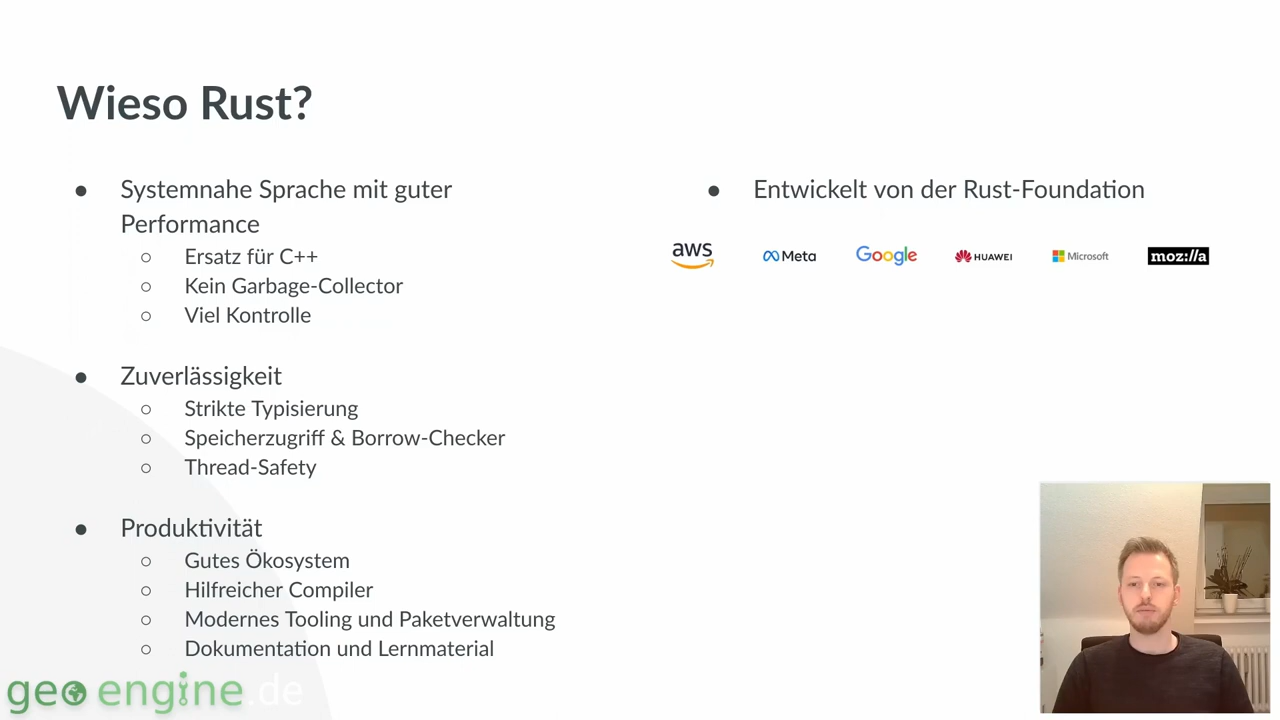 Wieso Rust?
● Systemnahe Sprache mit guter
Performance
○ Ersatz für C++
○ Kein Garbage-Collector
○ Viel Kontrolle
● Zuverlässigkeit
○ Strikte Typisierung
○ Speicherzugriff & Borrow-Checker
○ Thread-Safety
● Produktivität
○ Gutes Ökosystem
○ Hilfreicher Compiler
○ Modernes Tooling und Paketverwaltung
○ Dokumentation und Lernmaterial
● Entwickelt von der Rust-Foundation
aws Meta Google HUAWEI Microsoft moz://a
geo engine.de